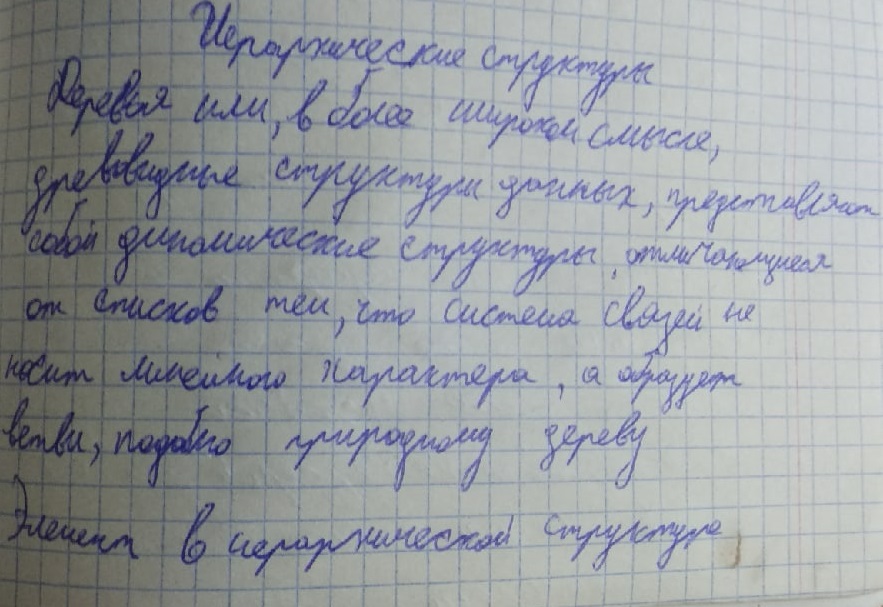 Иерархические структуры
Деревья или, в более широком смысле,
древовидные структуры данных, представляют
собой динамические структуры, отличающиеся
от списков тем, что система связей не
носит линейного характера, а образует
ветви, подобно природному дереву
Элемент в иерархической структуре